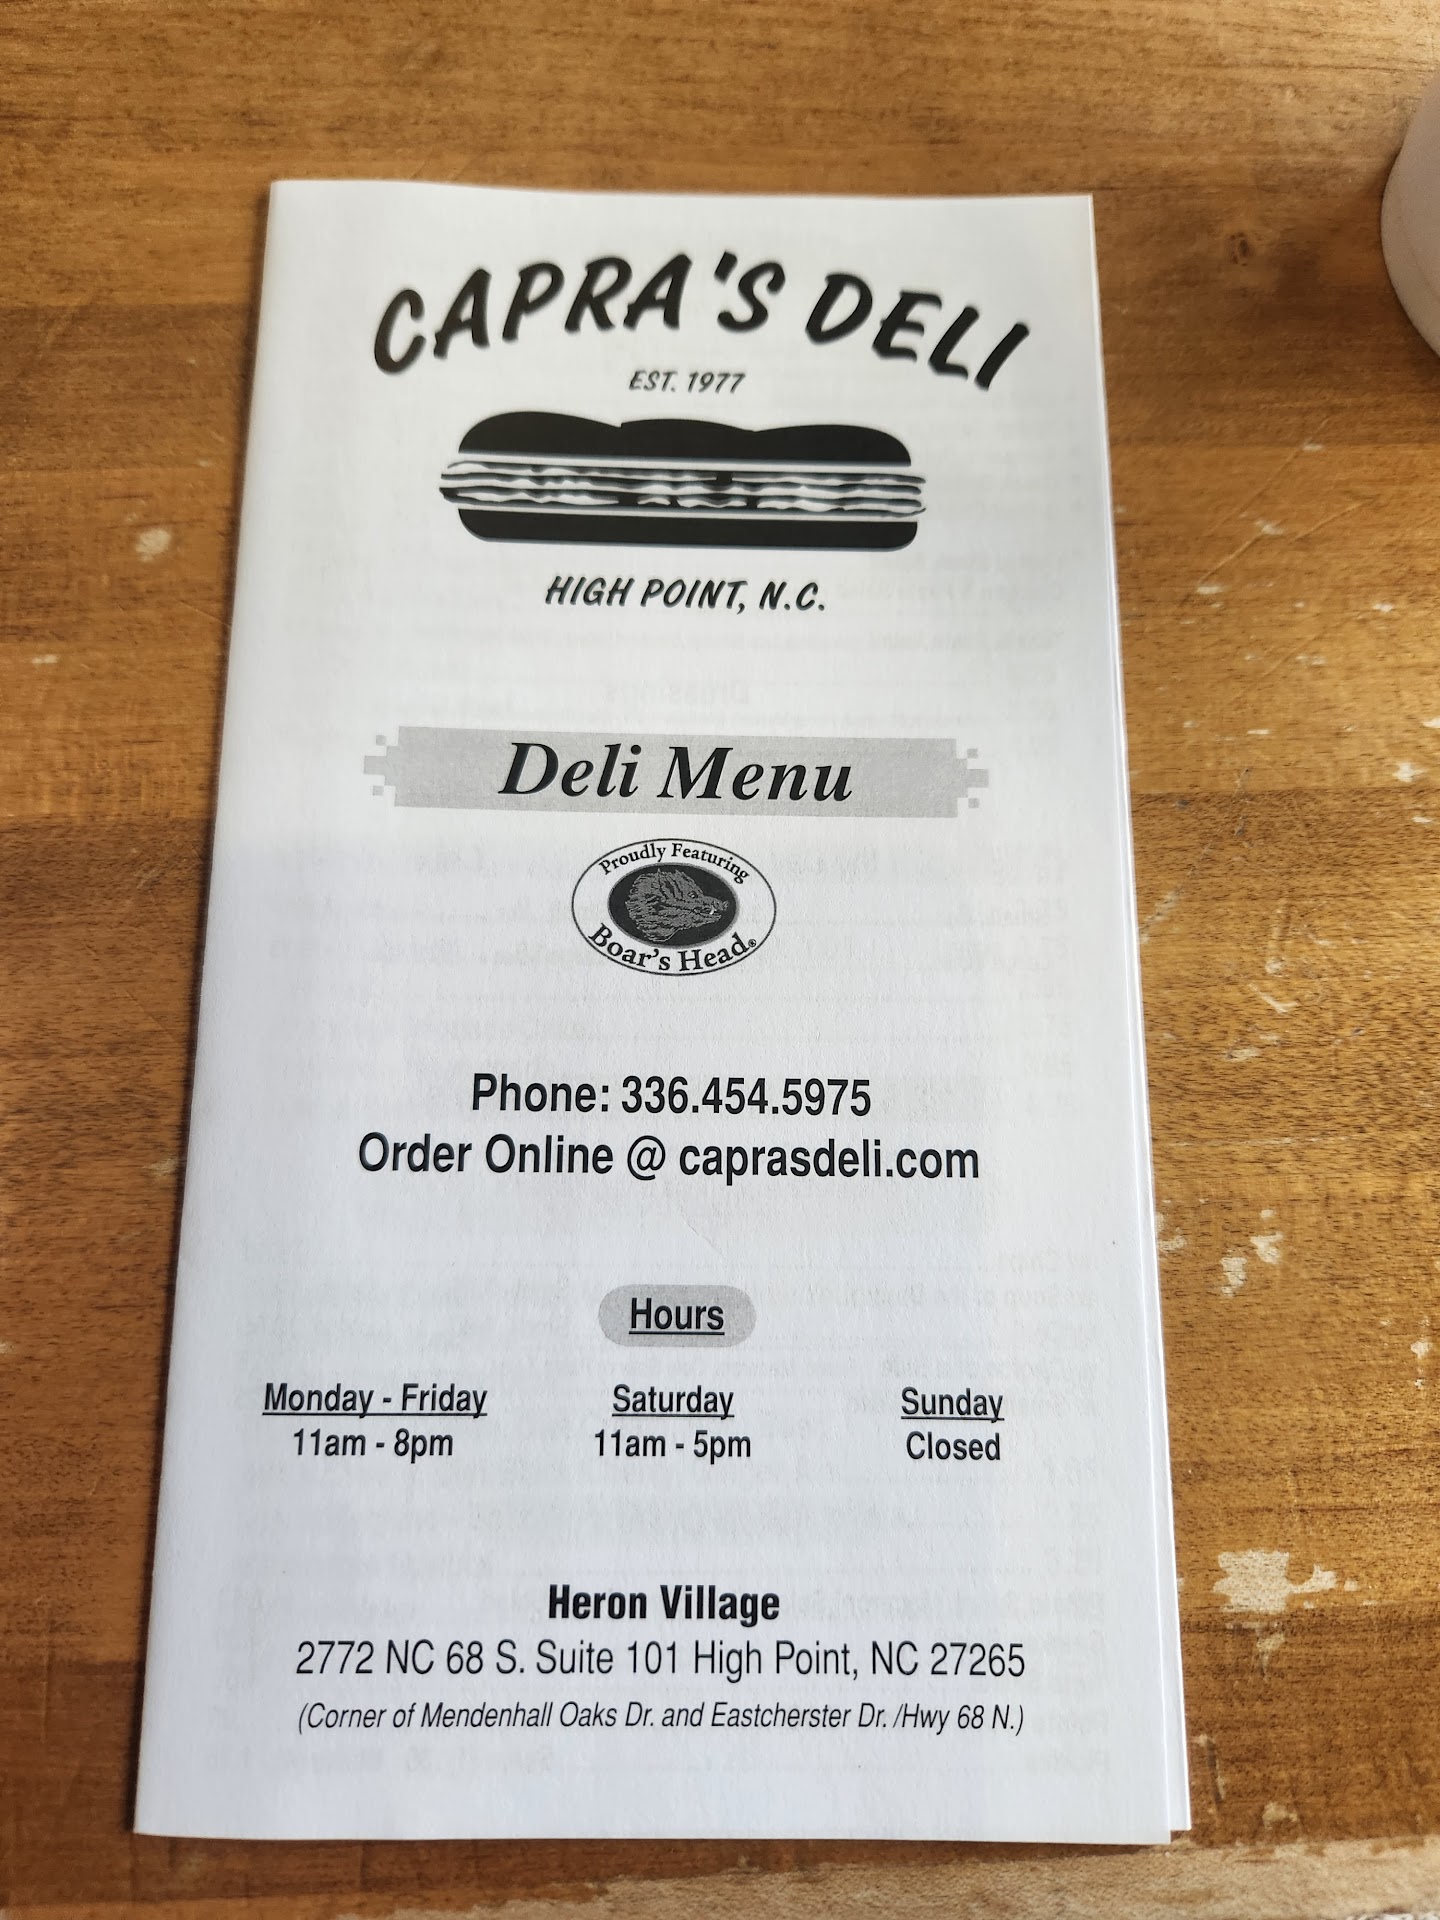 CAPRA'S DELI
EST. 1977
HIGH POINT, N.C.
Deli Menu
Proudly Featuring
Boar's Head®
Phone: 336.454.5975
Order Online @ caprasdeli.com
Hours
Monday - Friday Saturday Sunday
11am - 8pm 11am - 5pm Closed
Heron Village
2772 NC 68 S. Suite 101 High Point, NC 27265
(Corner of Mendenhall Oaks Dr. and Eastcherster Dr. /Hwy 68 N.)